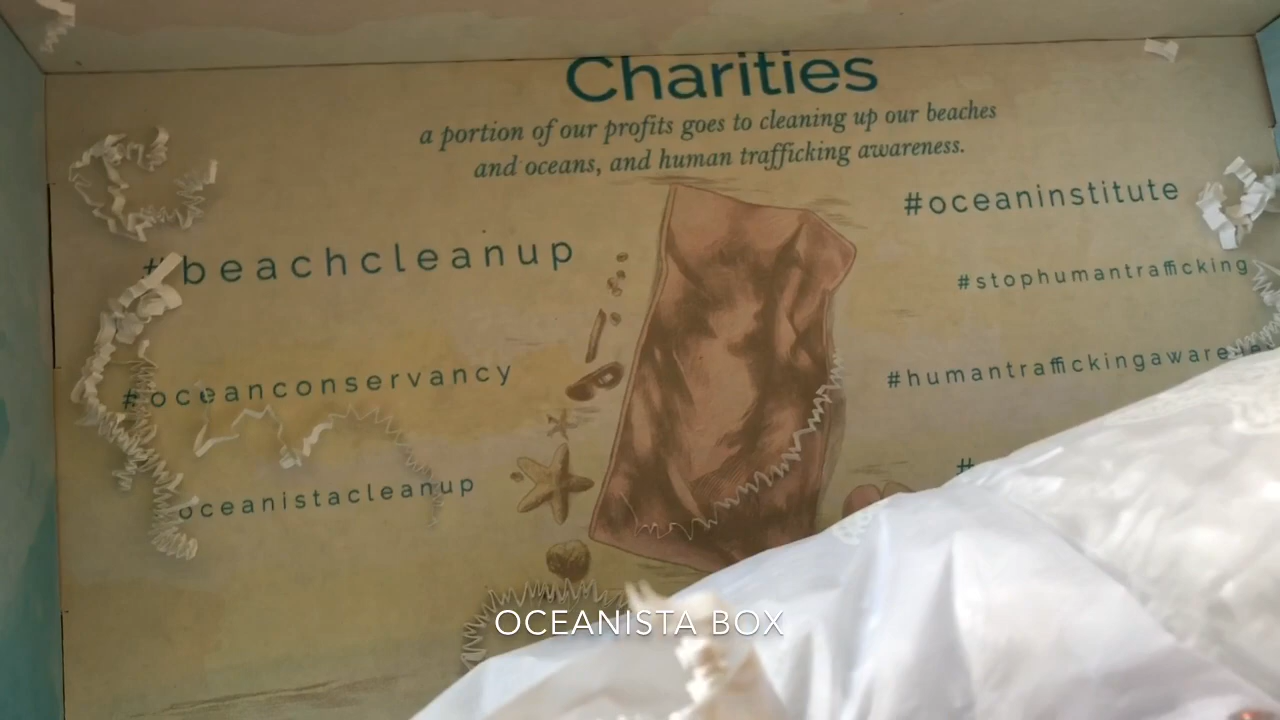 Charities
a portion of our profits goes to cleaning up our beaches
and oceans, and human trafficking awareness.
#oceaninstitute
#beachcleanup
#stophumantrafficking
#oceanconservancy
#humantraffickingawareness
oceanistacleanup
#
OCEANISTA BOX